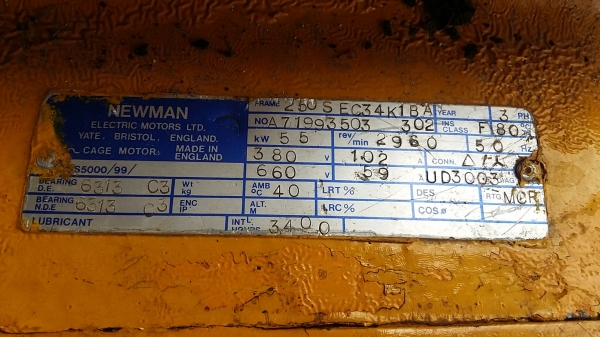 NEWMAN
ELECTRIC MOTORS LTD.
YATE, BRISTOL, ENGLAND.
CAGE MOTOR MADE IN ENGLAND
S5000/99/
FRAME 250 S YEAR 3 PH
NO A71993503 302 INS CLASS F 80 °C
kW 55 rev/min 2960 50 Hz
380 V 102 A CONN.
660 V 59 A UD3003
BEARING D.E. 6313 C3 Wt kg AMB °C 40 LRT% DES RTG MCR
BEARING N.D.E 6313 C3 ENC IP ALT. M LRC% COS ø
LUBRICANT INT'L HOURS 3400